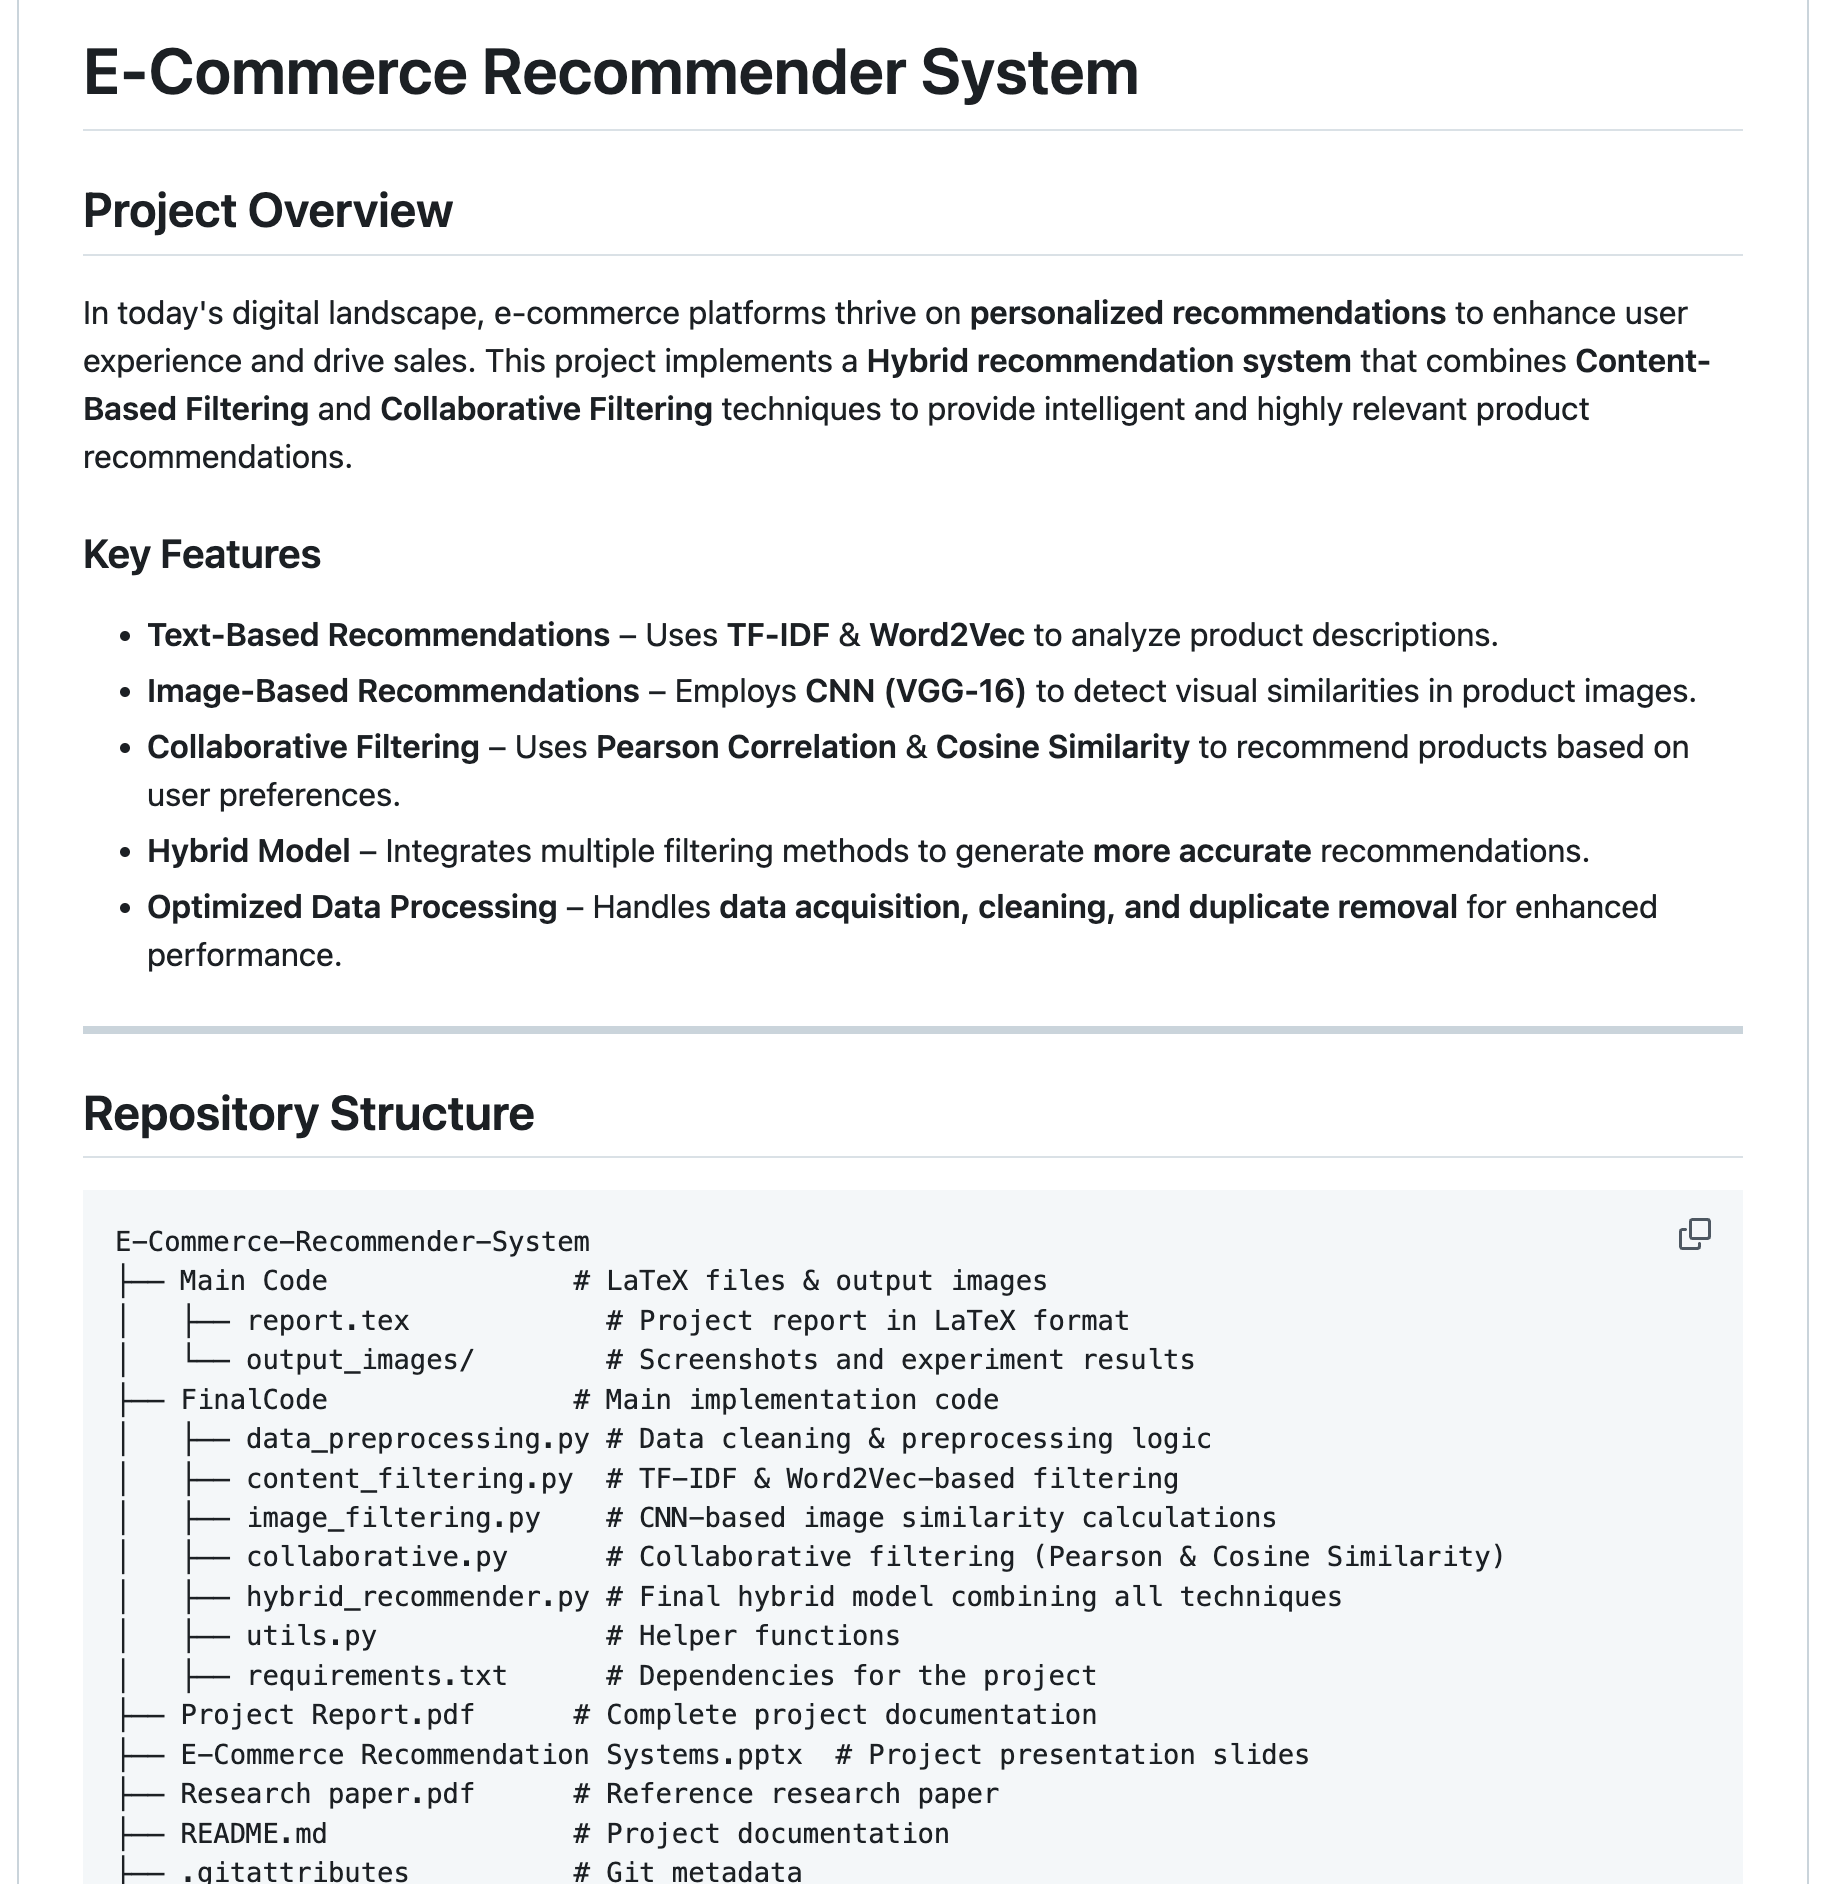 E-Commerce Recommender System
Project Overview
In today's digital landscape, e-commerce platforms thrive on personalized recommendations to enhance user
experience and drive sales. This project implements a Hybrid recommendation system that combines Content-
Based Filtering and Collaborative Filtering techniques to provide intelligent and highly relevant product
recommendations.
Key Features
• Text-Based Recommendations – Uses TF-IDF & Word2Vec to analyze product descriptions.
• Image-Based Recommendations – Employs CNN (VGG-16) to detect visual similarities in product images.
• Collaborative Filtering – Uses Pearson Correlation & Cosine Similarity to recommend products based on
user preferences.
• Hybrid Model – Integrates multiple filtering methods to generate more accurate recommendations.
• Optimized Data Processing – Handles data acquisition, cleaning, and duplicate removal for enhanced
performance.
Repository Structure
E-Commerce-Recommender-System
├── Main Code               # LaTeX files & output images
│   ├── report.tex            # Project report in LaTeX format
│   └── output_images/        # Screenshots and experiment results
├── FinalCode               # Main implementation code
│   ├── data_preprocessing.py # Data cleaning & preprocessing logic
│   ├── content_filtering.py  # TF-IDF & Word2Vec-based filtering
│   ├── image_filtering.py    # CNN-based image similarity calculations
│   ├── collaborative.py      # Collaborative filtering (Pearson & Cosine Similarity)
│   ├── hybrid_recommender.py # Final hybrid model combining all techniques
│   ├── utils.py              # Helper functions
│   ├── requirements.txt      # Dependencies for the project
├── Project Report.pdf      # Complete project documentation
├── E-Commerce Recommendation Systems.pptx  # Project presentation slides
├── Research paper.pdf      # Reference research paper
├── README.md               # Project documentation
├── .gitattributes          # Git metadata